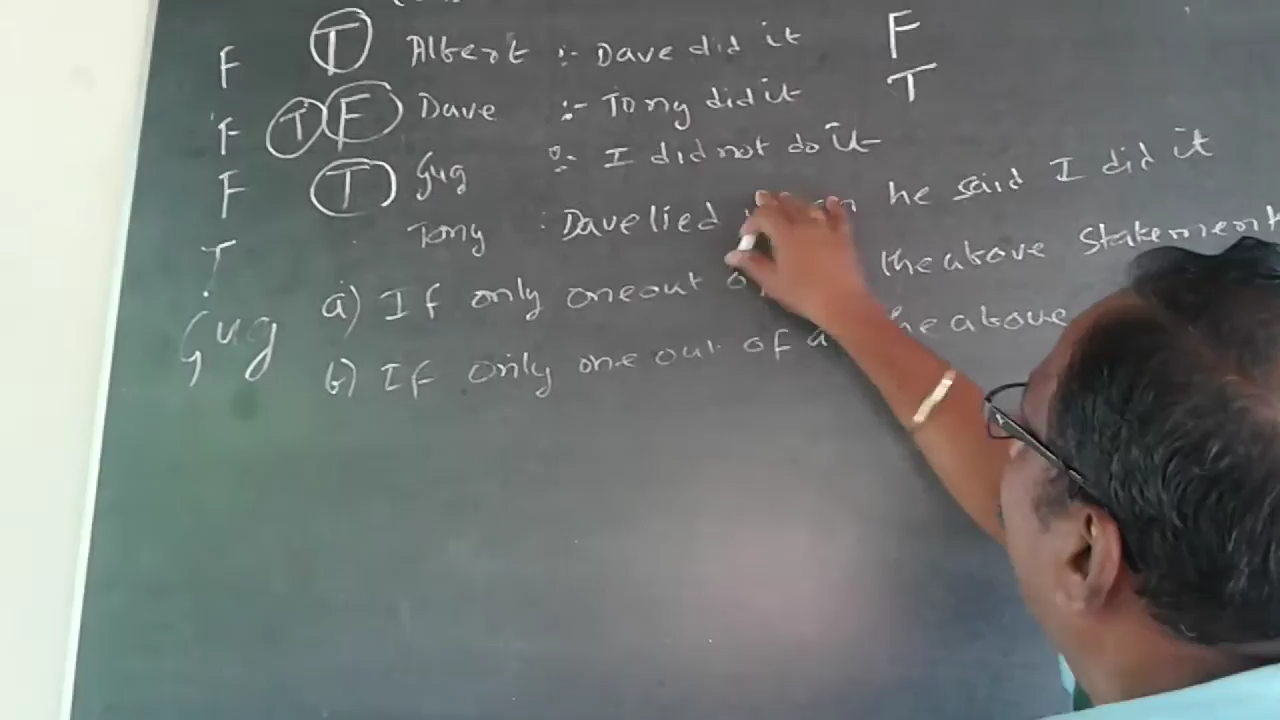 F T Albert :- Dave did it F
F T F Dave :- Tony did it T
F T Gug :- I did not do it
T Tony : Dave lied he said I did it
a) If only one out the above statement
Gug
b) If only one out of the above